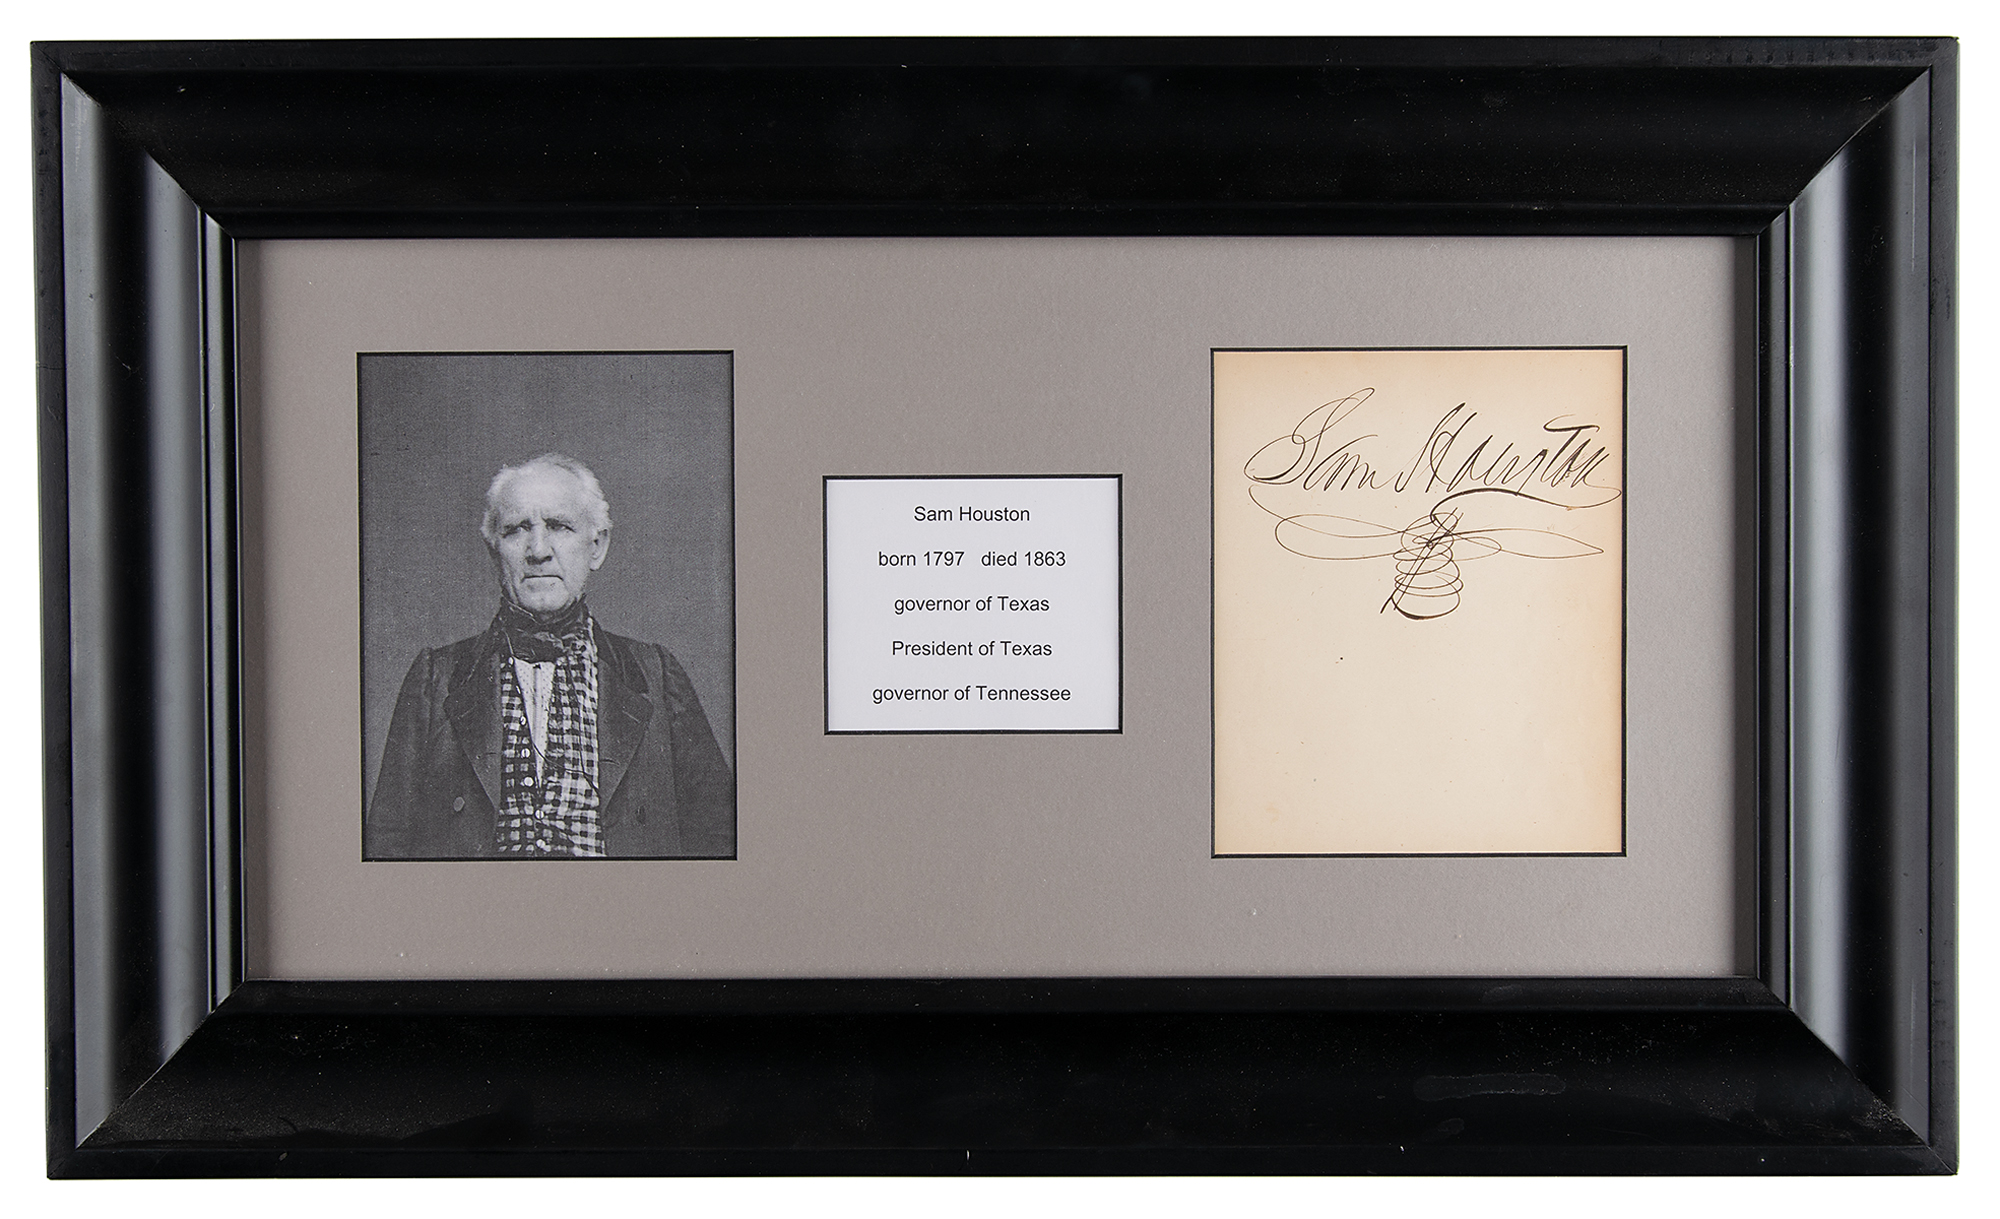 Sam Houston
born 1797 died 1863
governor of Texas
President of Texas
governor of Tennessee
Sam Houston